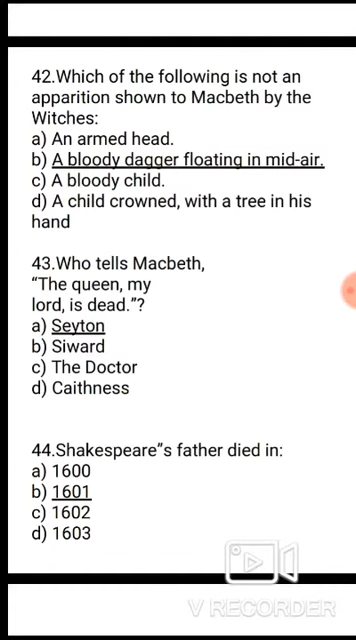 42.Which of the following is not an
apparition shown to Macbeth by the
Witches:
a) An armed head.
b) A bloody dagger floating in mid-air.
c) A bloody child.
d) A child crowned, with a tree in his
hand
43.Who tells Macbeth,
“The queen, my
lord, is dead.”?
a) Seyton
b) Siward
c) The Doctor
d) Caithness
44.Shakespeare”s father died in:
a) 1600
b) 1601
c) 1602
d) 1603
V RECORDER